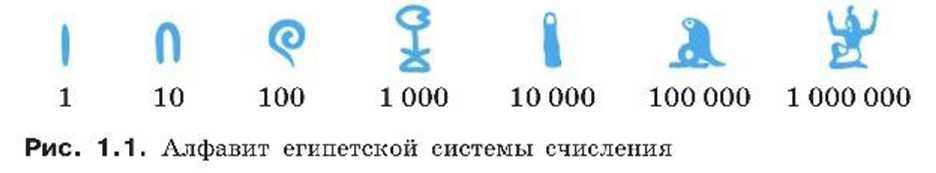 1 10 100 1 000 10 000 100 000 1 000 000
Рис. 1.1. Алфавит египетской системы счисления